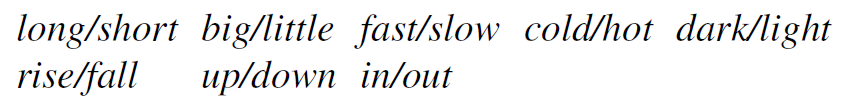 long/short big/little fast/slow cold/hot dark/light
rise/fall up/down in/out